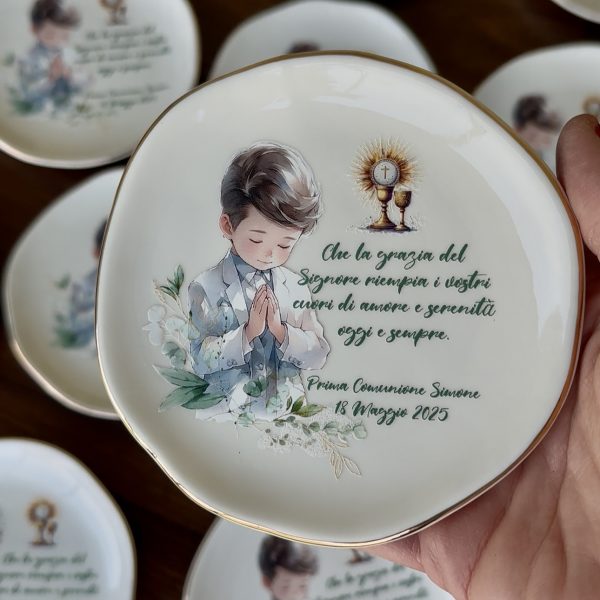 Che la grazia del
Signore riempia i vostri
cuori di amore e serenità
oggi e sempre.
Prima Comunione Simone
18 Maggio 2025